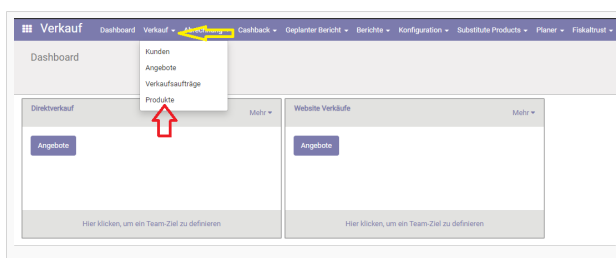 Verkauf Dashboard Verkauf Abrechnung Cashback Geplanter Bericht Berichte Konfiguration Substitute Products Planer Fiskaltrust
Dashboard
Kunden
Angebote
Verkaufsaufträge
Produkte
Direktverkauf Mehr
Angebote
Hier klicken, um ein Team-Ziel zu definieren
Website Verkäufe Mehr
Angebote
Hier klicken, um ein Team-Ziel zu definieren